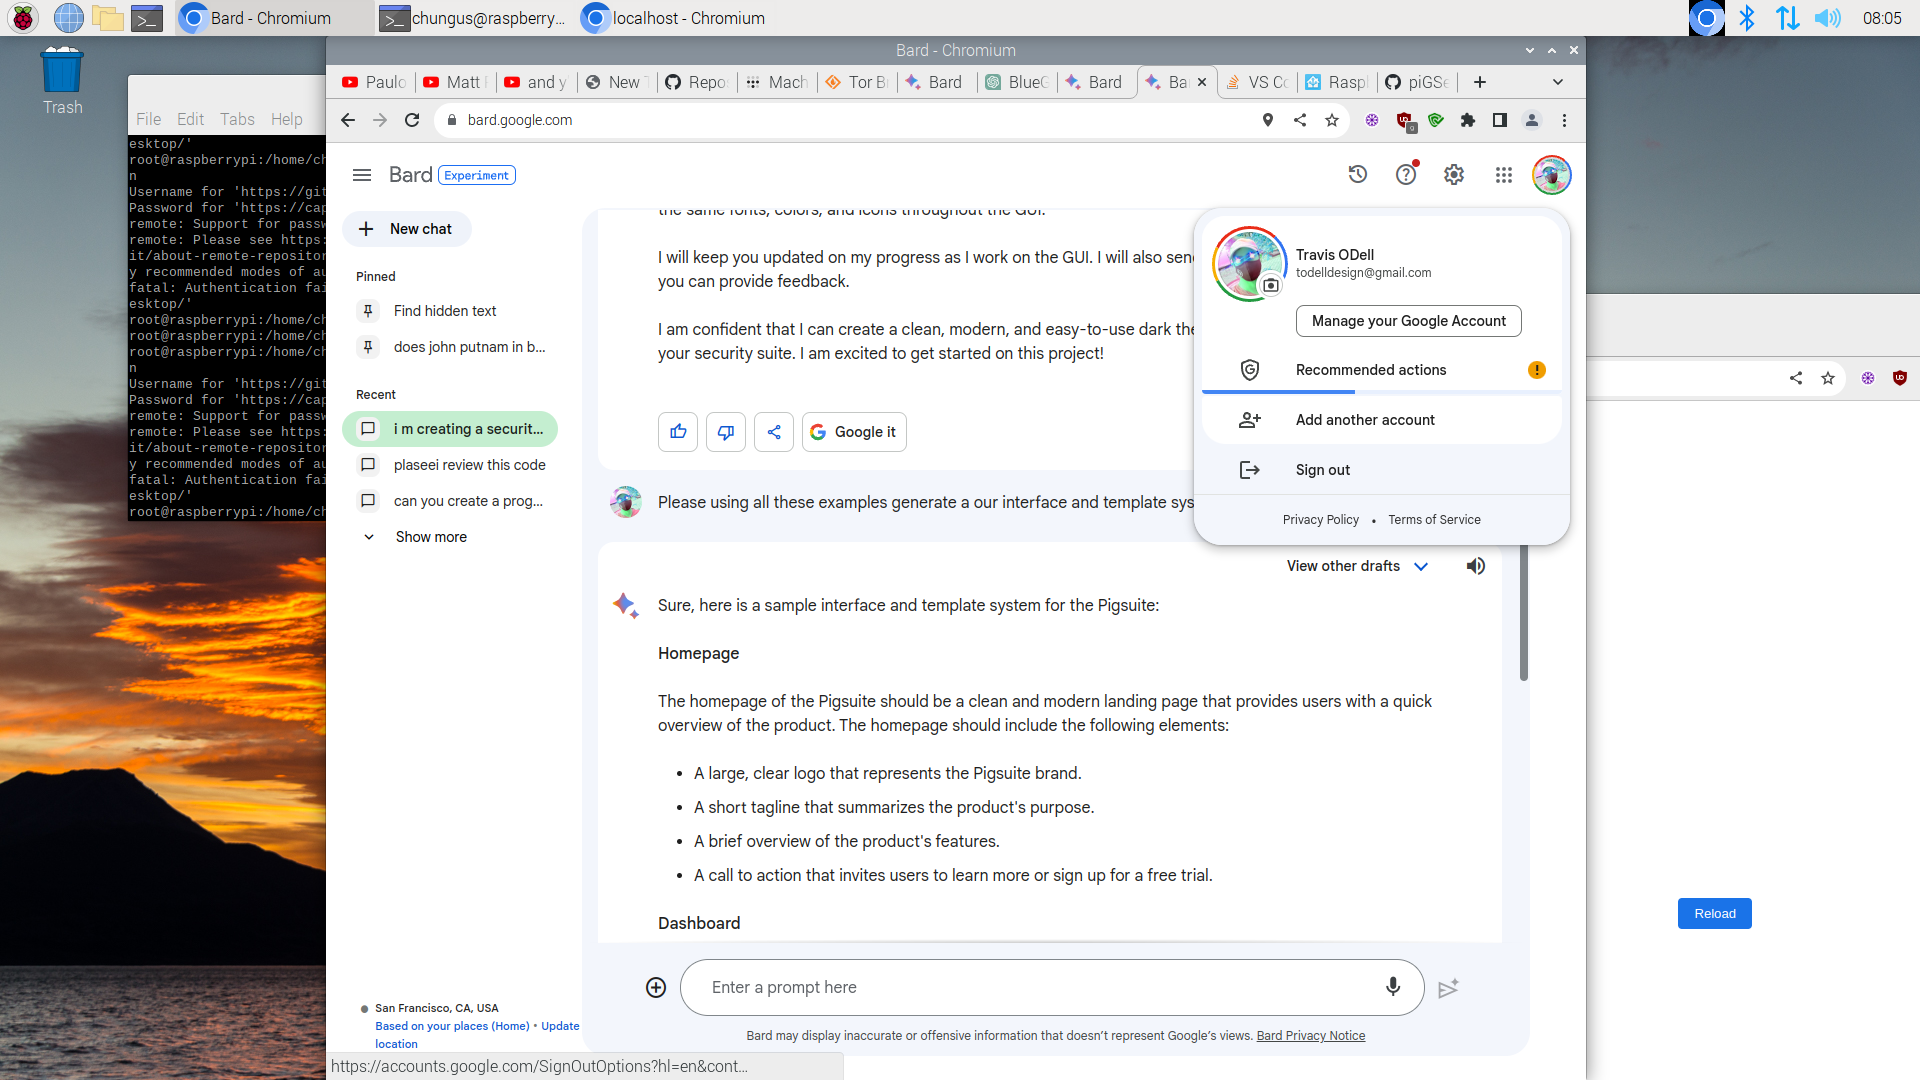 Bard - Chromium
chungus@raspberry...
localhost - Chromium
08:05
Trash
File Edit Tabs Help
esktop/'
root@raspberrypi:/home/ch
n
Username for 'https://git
Password for 'https://cap
remote: Support for passw
remote: Please see https:
it/about-remote-repositor
y recommended modes of au
fatal: Authentication fai
esktop/'
root@raspberrypi:/home/ch
root@raspberrypi:/home/ch
root@raspberrypi:/home/ch
n
Username for 'https://git
Password for 'https://cap
remote: Support for passw
remote: Please see https:
it/about-remote-repositor
y recommended modes of au
fatal: Authentication fai
esktop/'
root@raspberrypi:/home/ch
Bard - Chromium
Paulo
Matt
and y
New
Repos
Mach
Tor Br
Bard
BlueG
Bard
Ba
VS Co
Raspb
piGSe
bard.google.com
Bard Experiment
New chat
Pinned
Find hidden text
does john putnam in b...
Recent
i m creating a securit...
plaseei review this code
can you create a prog...
Show more
San Francisco, CA, USA
Based on your places (Home) • Update
location
the same fonts, colors, and icons throughout the GUI.
I will keep you updated on my progress as I work on the GUI. I will also send
you can provide feedback.
I am confident that I can create a clean, modern, and easy-to-use dark the
your security suite. I am excited to get started on this project!
Google it
Please using all these examples generate a our interface and template sys
View other drafts
Sure, here is a sample interface and template system for the Pigsuite:
Homepage
The homepage of the Pigsuite should be a clean and modern landing page that provides users with a quick
overview of the product. The homepage should include the following elements:
• A large, clear logo that represents the Pigsuite brand.
• A short tagline that summarizes the product's purpose.
• A brief overview of the product's features.
• A call to action that invites users to learn more or sign up for a free trial.
Dashboard
Enter a prompt here
Bard may display inaccurate or offensive information that doesn't represent Google's views. Bard Privacy Notice
Travis ODell
todelldesign@gmail.com
Manage your Google Account
Recommended actions
Add another account
Sign out
Privacy Policy • Terms of Service
Reload
https://accounts.google.com/SignOutOptions?hl=en&cont...